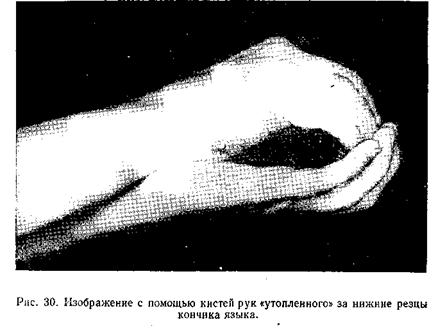 Рис. 30. Изображение с помощью кистей рук «утопленного» за нижние резцы
кончика языка.